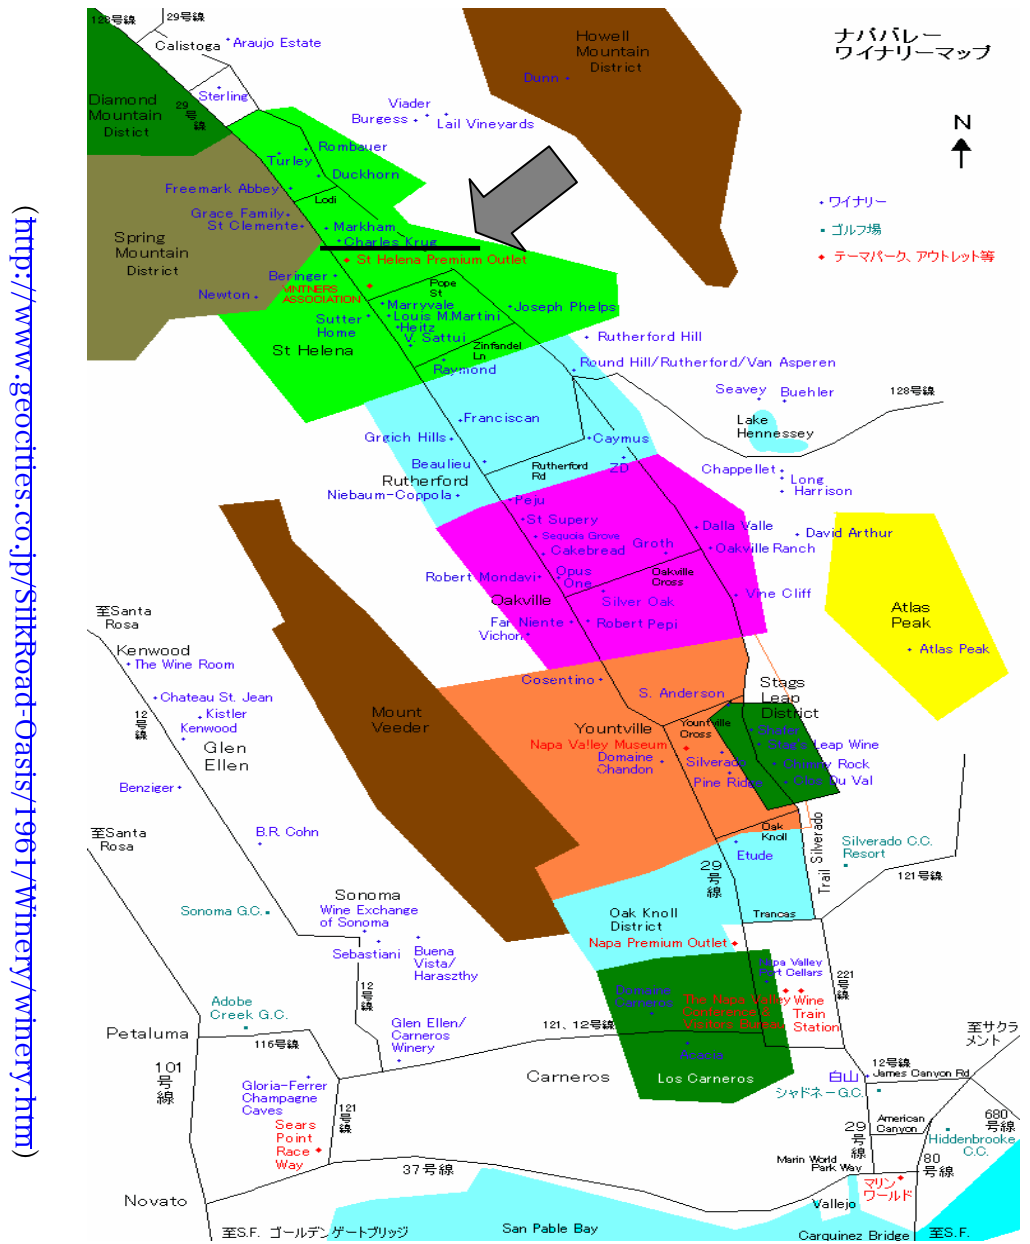 ナパバレー
ワイナリーマップ
N
ワイナリー
ゴルフ場
テーマパーク、アウトレット等
(http://www.geocities.co.jp/SilkRoad-Oasis/1961/Winery/winery.htm)
128号線
29号線
Calistoga
Araujo Estate
Sterling
29号線
Diamond
Mountain
Distict
Howell
Mountain
District
Dunn
Viader
Burgess
Lail Vineyards
Rombauer
Turley
Duckhorn
Freemark Abbey
Lodi
Grace Family
St Clemente
Markham
Charles Krug
St Helena Premium Outlet
Spring
Mountain
District
Beringer
VINTNERS
ASSOCIATION
Newton
Pope
St
Marryvale
Louis M.Martini
Joseph Phelps
Sutter
Home
Heitz
V. Sattui
St Helena
Zinfandel
Ln
Raymond
Rutherford Hill
Round Hill/Rutherford/Van Asperen
Seavey
Buehler
128号線
Lake
Hennessey
Franciscan
Grgich Hills
Caymus
Beaulieu
ZD
Rutherford
Rutherford
Rd
Niebaum-Coppola
Chappellet
Long
Harrison
Peju
St Supery
Sequoia Grove
Cakebread
Groth
Dalla Valle
David Arthur
Oakville Ranch
Robert Mondavi
Opus
One
Oakville
Cross
Oakville
Silver Oak
Vine Cliff
Far Niente
Robert Pepi
Vichon
Atlas
Peak
Atlas Peak
至Santa
Rosa
Kenwood
The Wine Room
Chateau St. Jean
Kistler
Kenwood
12号線
Glen
Ellen
Benziger
B.R. Cohn
至Santa
Rosa
Mount
Veeder
Cosentino
S. Anderson
Stags
Leap
District
Yountville
Yountville
Cross
Napa Valley Museum
Domaine
Chandon
Shafer
Stag's Leap Wine
Silverado
Chimny Rock
Pine Ridge
Clos Du Val
Oak
Knoll
Silverado
Trail
Etude
29号線
Silverado C.C.
Resort
121号線
Sonoma
Wine Exchange
of Sonoma
Sonoma G.C.
Sebastiani
Buena
Vista/
Haraszthy
Oak Knoll
District
Trancas
Napa Premium Outlet
Napa Valley
Port Cellars
221号線
12号線
Domaine
Carneros
The Napa Valley
Conference &
Visitors Bureau
Wine
Train
Station
Adobe
Creek G.C.
Petaluma
116号線
Glen Ellen/
Carneros
Winery
121、12号線
Acacia
至サクラ
メント
101号線
Gloria-Ferrer
Champagne
Caves
121号線
Carneros
Los Carneros
白山
12号線
James Canyon Rd
シャドネーG.C.
Sears
Point
Race
Way
American
Canyon
29号線
680号線
Hiddenbrooke
C.C.
37号線
Marin World
Park Way
80号線
マリン
ワールド
Novato
Vallejo
至S.F. ゴールデンゲートブリッジ
San Pable Bay
Carquinez Bridge
至S.F.